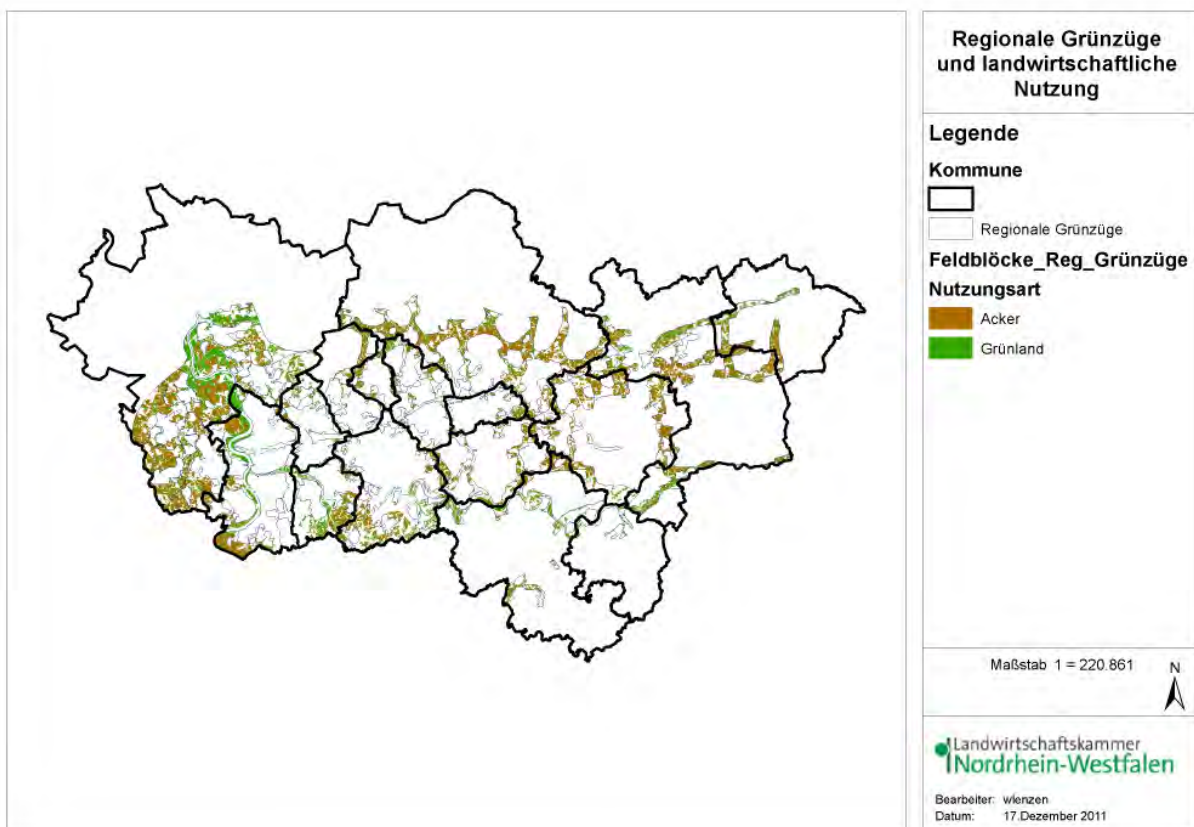 Regionale Grünzüge
und landwirtschaftliche
Nutzung
Legende
Kommune
Regionale Grünzüge
Feldblöcke_Reg_Grünzüge
Nutzungsart
Acker
Grünland
Maßstab 1 = 220.861
N
Landwirtschaftskammer
Nordrhein-Westfalen
Bearbeiter: wienzen
Datum: 17.Dezember 2011